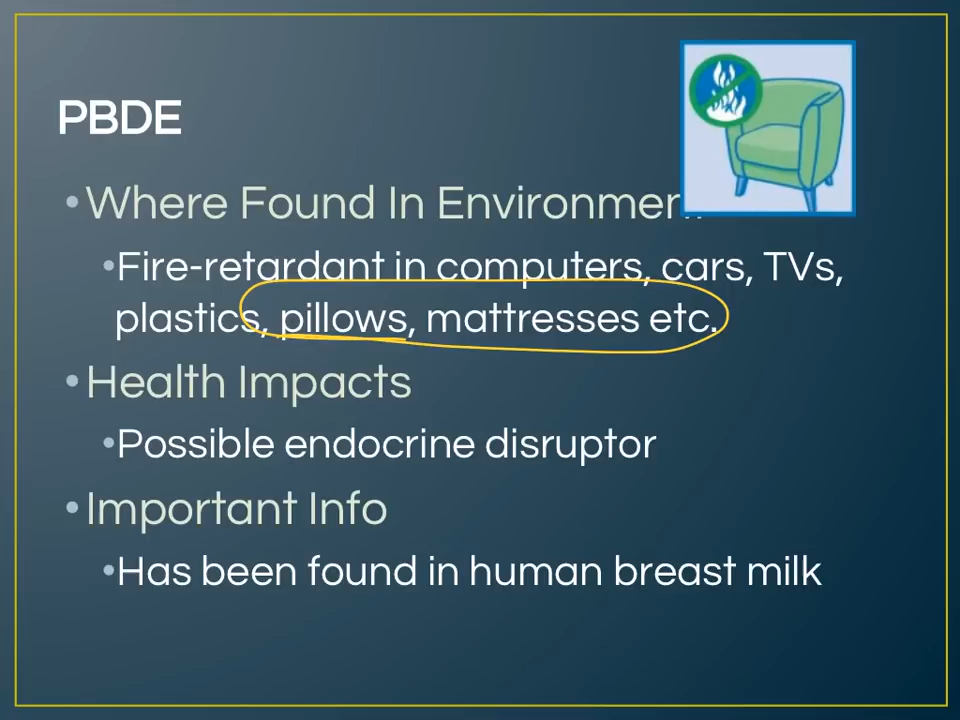 PBDE
•Where Found In Environment
•Fire-retardant in computers, cars, TVs,
plastics, pillows, mattresses etc.
•Health Impacts
•Possible endocrine disruptor
•Important Info
•Has been found in human breast milk